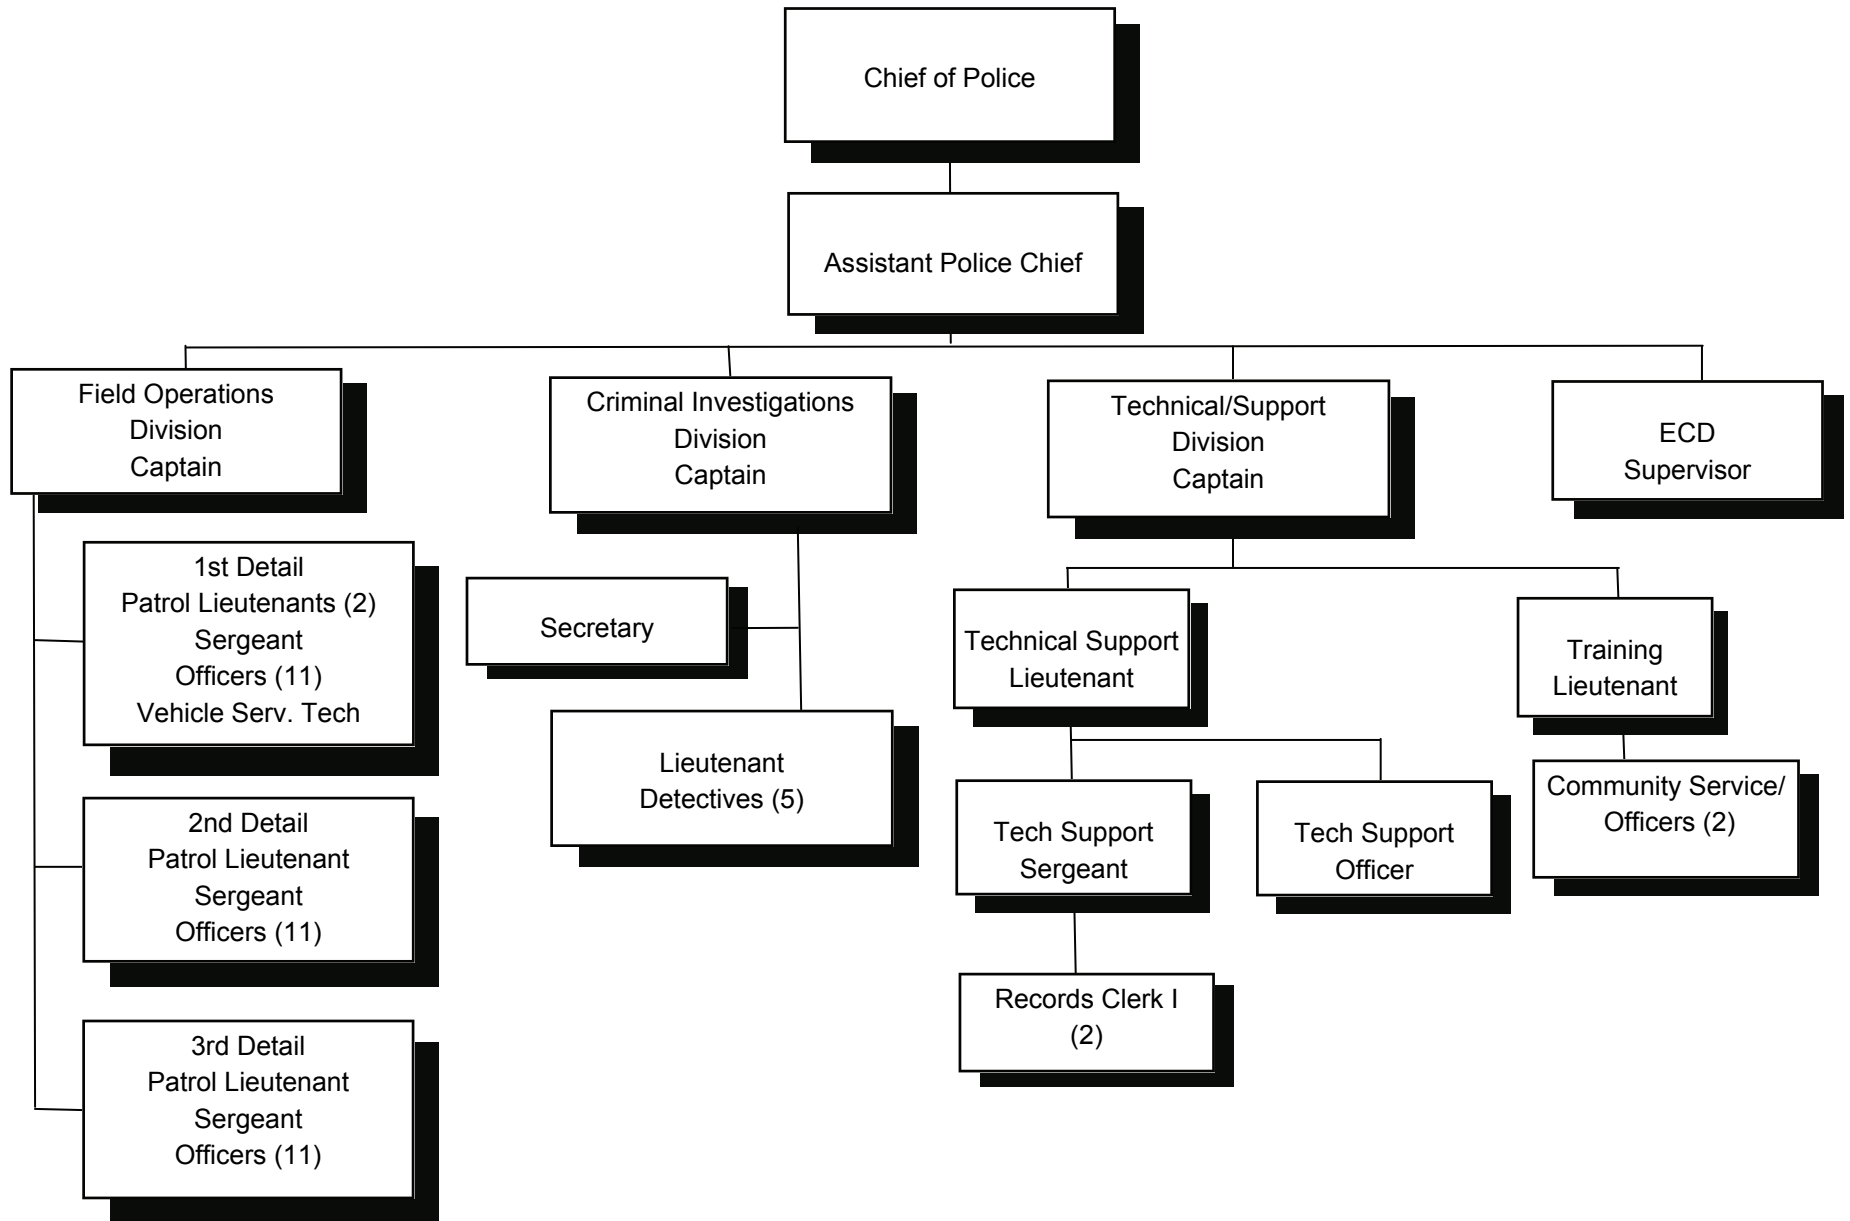 Chief of Police
Assistant Police Chief
Field Operations
Division
Captain
Criminal Investigations
Division
Captain
Technical/Support
Division
Captain
ECD
Supervisor
1st Detail
Patrol Lieutenants (2)
Sergeant
Officers (11)
Vehicle Serv. Tech
2nd Detail
Patrol Lieutenant
Sergeant
Officers (11)
3rd Detail
Patrol Lieutenant
Sergeant
Officers (11)
Secretary
Lieutenant
Detectives (5)
Technical Support
Lieutenant
Training
Lieutenant
Tech Support
Sergeant
Tech Support
Officer
Community Service/
Officers (2)
Records Clerk I
(2)